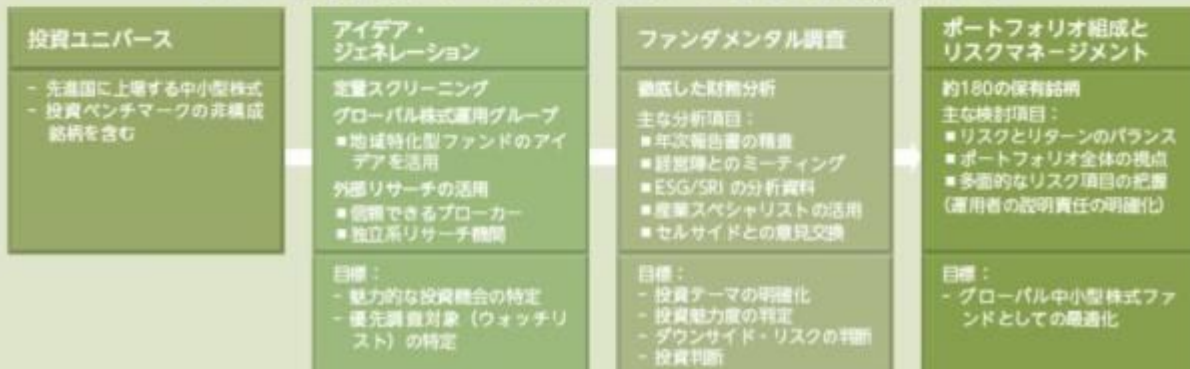 投資ユニバース
- 先進国に上場する中小型株式
- 投資ベンチマークの非構成
銘柄を含む
アイデア・
ジェネレーション
定量スクリーニング
グローバル株式運用グループ
■地域特化型ファンドのアイ
デアを活用
外部リサーチの活用
■信頼できるブローカー
■独立系リサーチ機関
目標：
- 魅力的な投資機会の特定
- 優先調査対象（ウォッチリ
スト）の特定
ファンダメンタル調査
徹底した財務分析
主な分析項目：
■年次報告書の精査
■経営陣とのミーティング
■ESG/SRI の分析資料
■産業スペシャリストの活用
■セルサイドとの意見交換
目標：
- 投資テーマの明確化
- 投資魅力度の判定
- ダウンサイド・リスクの判断
- 投資判断
ポートフォリオ組成と
リスクマネージメント
約180の保有銘柄
主な検討項目：
■リスクとリターンのバランス
■ポートフォリオ全体の視点
■多面的なリスク項目の把握
（運用者の説明責任の明確化）
目標：
- グローバル中小型株式ファ
ンドとしての最適化